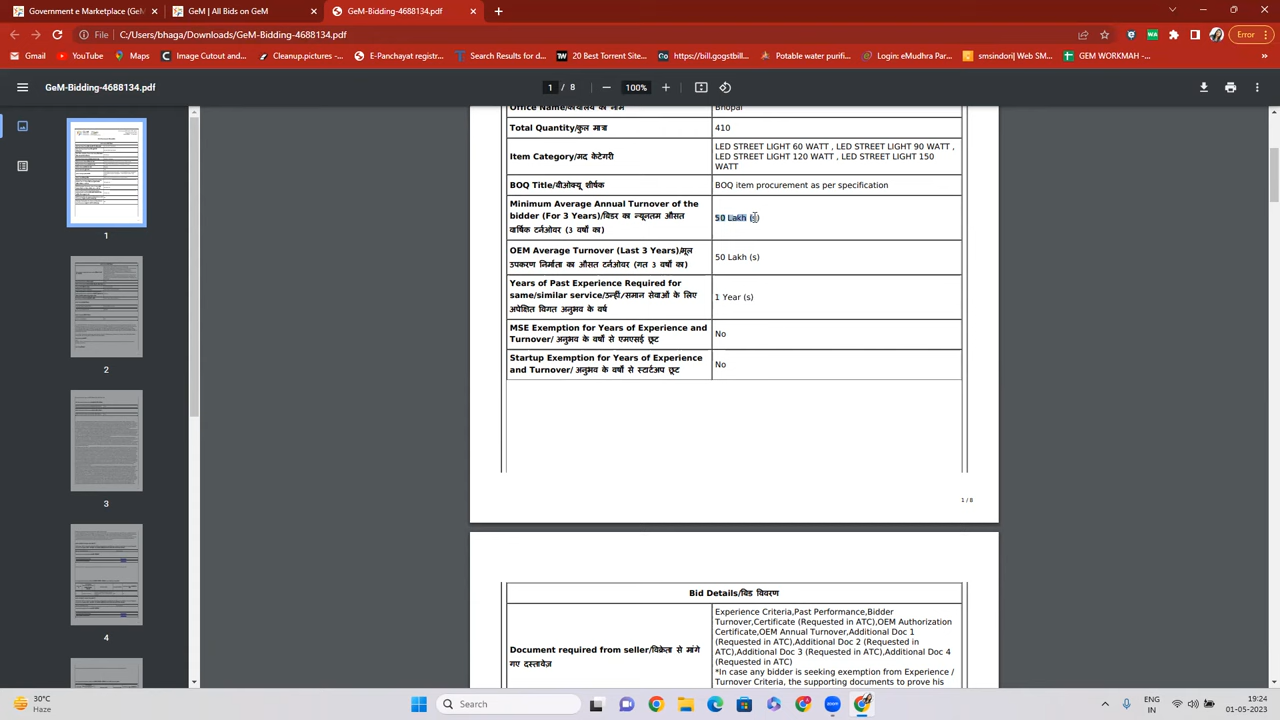 Government e Marketplace (GeM
GeM | All Bids on GeM
GeM-Bidding-4688134.pdf
File | C:/Users/bhaga/Downloads/GeM-Bidding-4688134.pdf
Error
Gmail
YouTube
Maps
Image Cutout and...
Cleanup.pictures -...
E-Panchayat registr...
Search Results for d...
20 Best Torrent Site...
https://bill.gogstbill...
Potable water purifi...
Login: eMudhra Par...
smsindori) Web SM...
GEM WORKMAH -...
GeM-Bidding-4688134.pdf
1 / 8
100%
1
2
3
4
Office Name/कार्यालय का नाम
Bhopal
Total Quantity/कुल मात्रा
410
Item Category/मद केटेगरी
LED STREET LIGHT 60 WATT , LED STREET LIGHT 90 WATT ,
LED STREET LIGHT 120 WATT , LED STREET LIGHT 150
WATT
BOQ Title/बीओक्यू शीर्षक
BOQ item procurement as per specification
Minimum Average Annual Turnover of the
bidder (For 3 Years)/बिडर का न्यूनतम औसत
वार्षिक टर्नओवर (3 वर्षों का)
50 Lakh (s)
OEM Average Turnover (Last 3 Years)/मूल
उपकरण निर्माता का औसत टर्नओवर (गत 3 वर्षों का)
50 Lakh (s)
Years of Past Experience Required for
same/similar service/उन्हीं/समान सेवाओं के लिए
अपेक्षित विगत अनुभव के वर्ष
1 Year (s)
MSE Exemption for Years of Experience and
Turnover/ अनुभव के वर्षों से एमएसई छूट
No
Startup Exemption for Years of Experience
and Turnover/ अनुभव के वर्षों से स्टार्टअप छूट
No
1 / 8
Bid Details/बिड विवरण
Document required from seller/विक्रेता से मांगे
गए दस्तावेज़
Experience Criteria,Past Performance,Bidder
Turnover,Certificate (Requested in ATC),OEM Authorization
Certificate,OEM Annual Turnover,Additional Doc 1
(Requested in ATC),Additional Doc 2 (Requested in
ATC),Additional Doc 3 (Requested in ATC),Additional Doc 4
(Requested in ATC)
*In case any bidder is seeking exemption from Experience /
Turnover Criteria, the supporting documents to prove his
30°C
Haze
Search
ENG
IN
19:24
01-05-2023